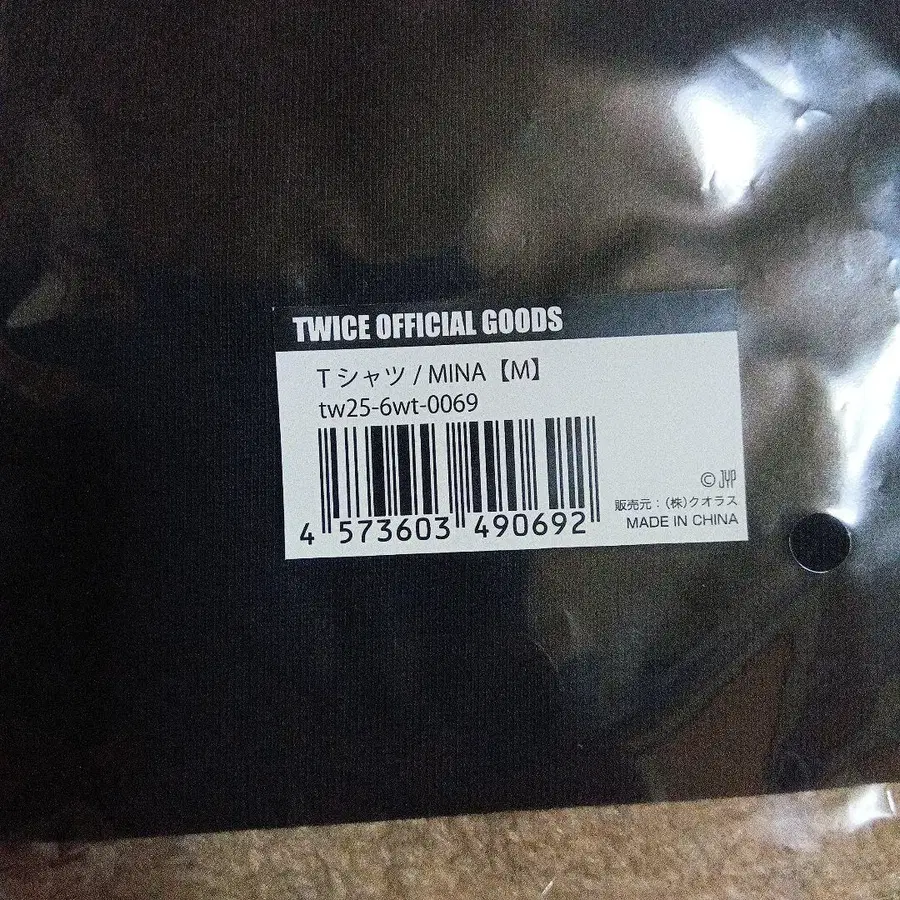 TWICE OFFICIAL GOODS
Tシャツ / MINA【M】
tw25-6wt-0069
4 573603 490692
© JYP
販売元：(株)クオラス
MADE IN CHINA